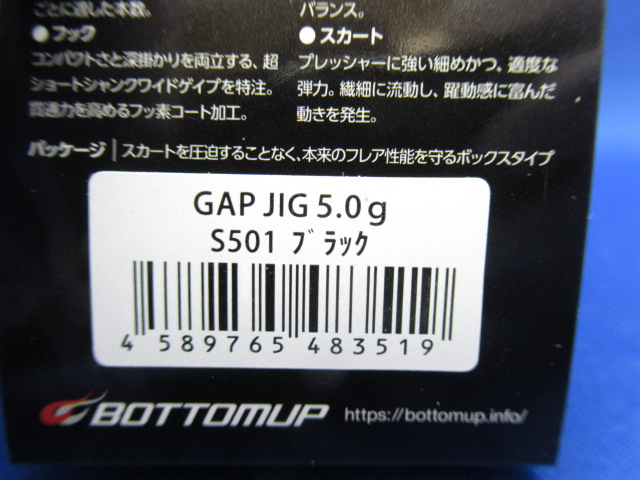 ごとに適した本数。
● フック
コンパクトさと深掛かりを両立する、超
ショートシャンクワイドゲイプを特注。
貫通力を高めるフッ素コート加工。
バランス。
● スカート
プレッシャーに強い細めかつ、適度な
弾力。繊細に流動し、躍動感に富んだ
動きを発生。
パッケージ | スカートを圧迫することなく、本来のフレア性能を守るボックスタイプ
GAP JIG 5.0 g
S501 ﾌﾞﾗｯｸ
4 589765 483519
BOTTOMUP
https://bottomup.info/